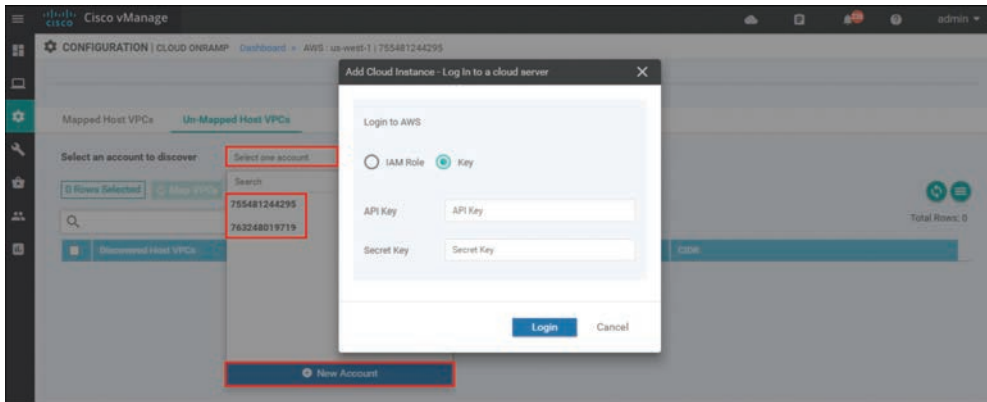 cisco Cisco vManage
admin
CONFIGURATION | CLOUD ONRAMP Dashboard > AWS : us-west-1 | 755481244295
Add Cloud Instance - Log In to a cloud server
Mapped Host VPCs Un-Mapped Host VPCs
Login to AWS
Select an account to discover
Select one account
IAM Role Key
0 Rows Selected Map VPCs
Search
755481244295
763248019719
API Key API Key
Total Rows: 0
Discovered Host VPCs
Secret Key Secret Key
CIDR
Login Cancel
New Account